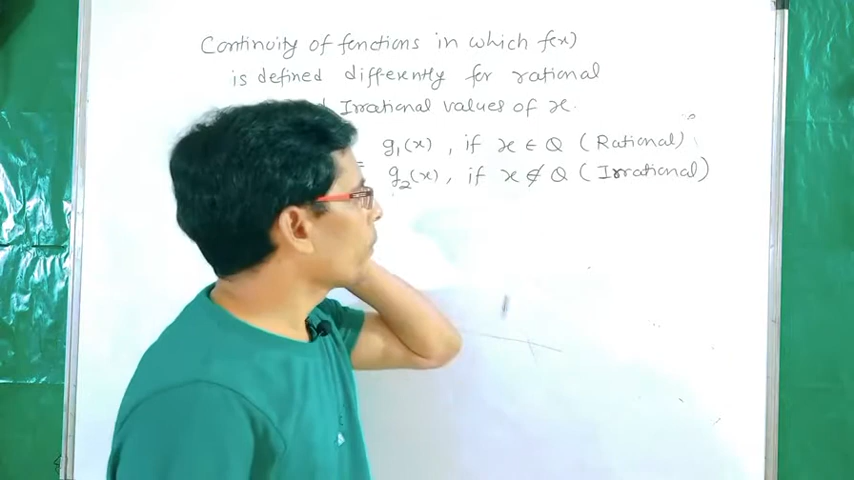 Continuity of functions in which f(x)
is defined differently for rational
Irrational values of x.
g₁(x), if x ∈ Q (Rational)
= g₂(x), if x ∉ Q (Irrational)